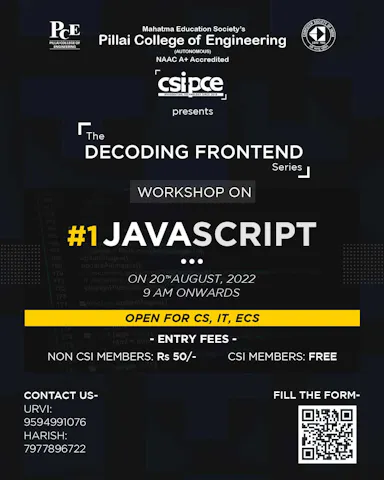 Mahatma Education Society's
PCE
PILLAI COLLEGE OF ENGINEERING
Pillai College of Engineering
(AUTONOMOUS)
NAAC A+ Accredited
csipce
presents
The
DECODING FRONTEND
Series
WORKSHOP ON
#1 JAVASCRIPT
ON 20TH AUGUST, 2022
9 AM ONWARDS
OPEN FOR CS, IT, ECS
- ENTRY FEES -
NON CSI MEMBERS: Rs 50/- CSI MEMBERS: FREE
CONTACT US-
URVI:
9594991076
HARISH:
7977896722
FILL THE FORM-